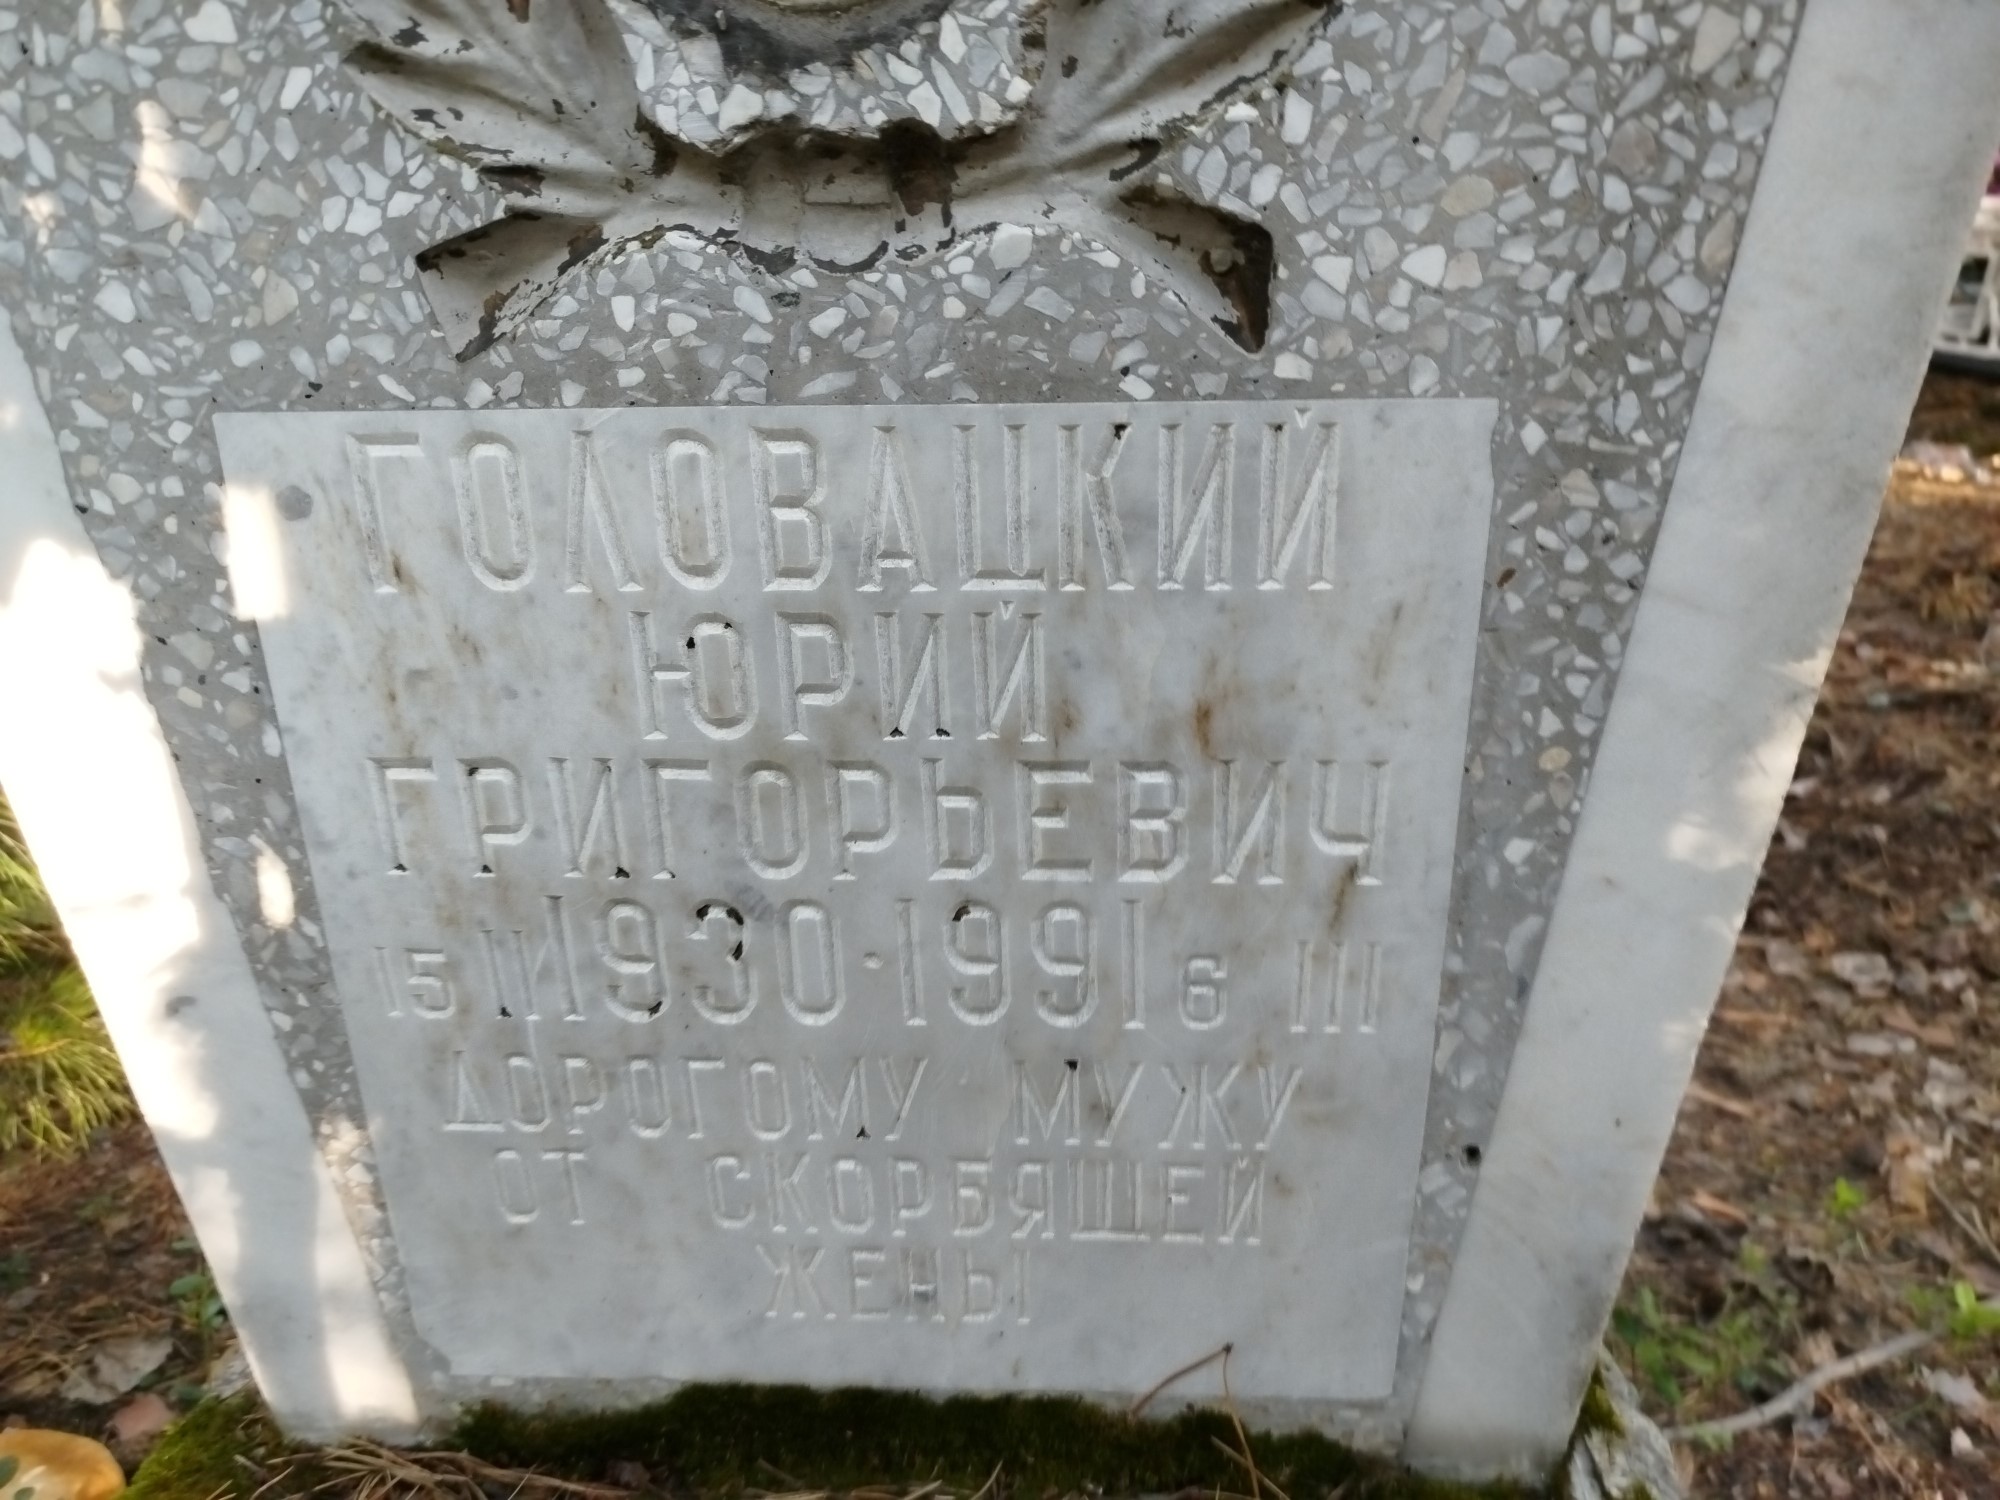 ГОЛОВАЦКИЙ
ЮРИЙ
ГРИГОРЬЕВИЧ
15 II 1930·1991 6 III
ДОРОГОМУ МУЖУ
ОТ СКОРБЯЩЕЙ
ЖЕНЫ